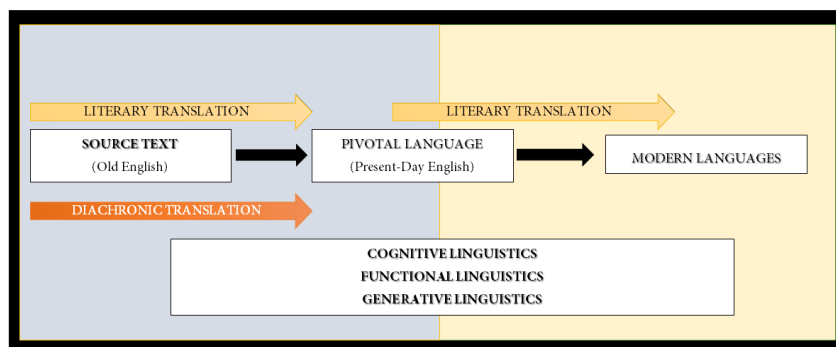 LITERARY TRANSLATION
LITERARY TRANSLATION
SOURCE TEXT
(Old English)
PIVOTAL LANGUAGE
(Present-Day English)
MODERN LANGUAGES
DIACHRONIC TRANSLATION
COGNITIVE LINGUISTICS
FUNCTIONAL LINGUISTICS
GENERATIVE LINGUISTICS